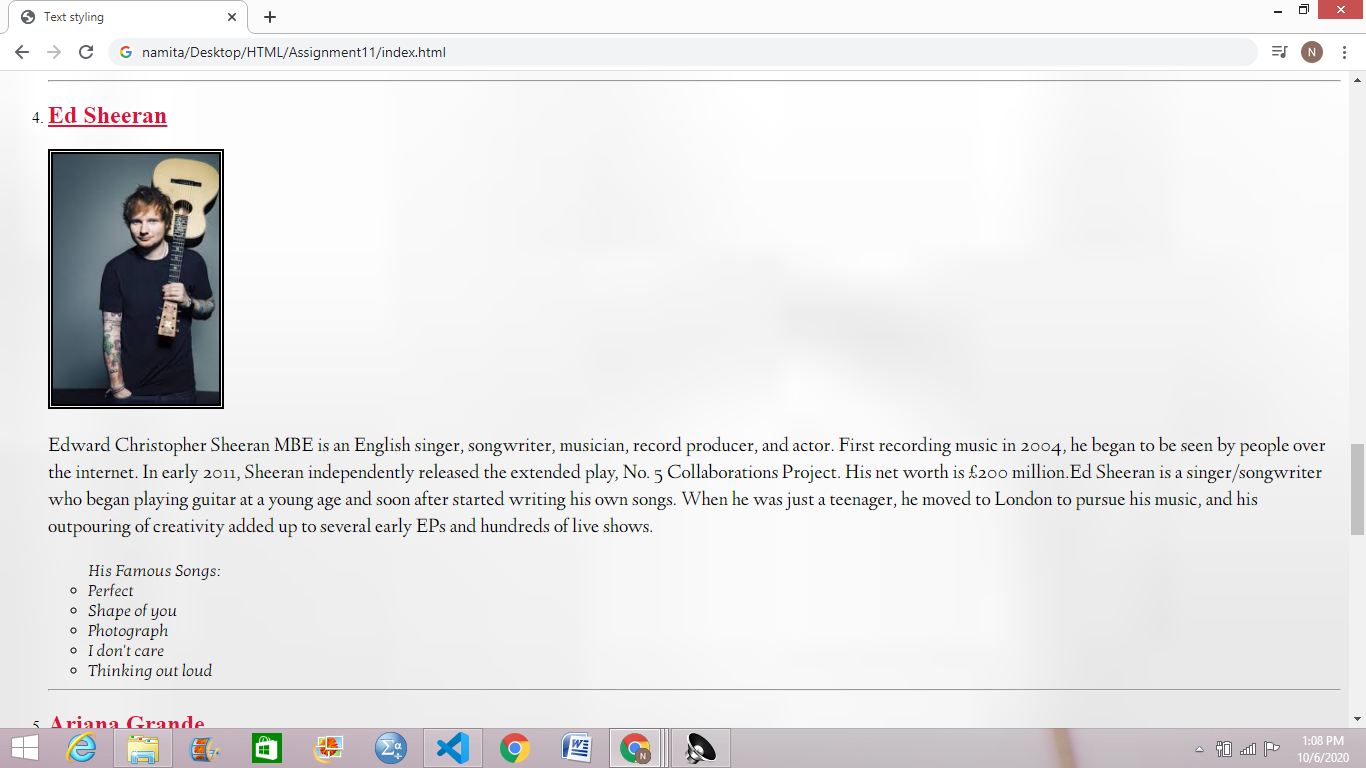 Text styling
namita/Desktop/HTML/Assignment11/index.html
N
4. Ed Sheeran
Edward Christopher Sheeran MBE is an English singer, songwriter, musician, record producer, and actor. First recording music in 2004, he began to be seen by people over
the internet. In early 2011, Sheeran independently released the extended play, No. 5 Collaborations Project. His net worth is £200 million.Ed Sheeran is a singer/songwriter
who began playing guitar at a young age and soon after started writing his own songs. When he was just a teenager, he moved to London to pursue his music, and his
outpouring of creativity added up to several early EPs and hundreds of live shows.
His Famous Songs:
Perfect
Shape of you
Photograph
I don't care
Thinking out loud
5. Ariana Grande
Σα
W
N
1:08 PM
10/6/2020